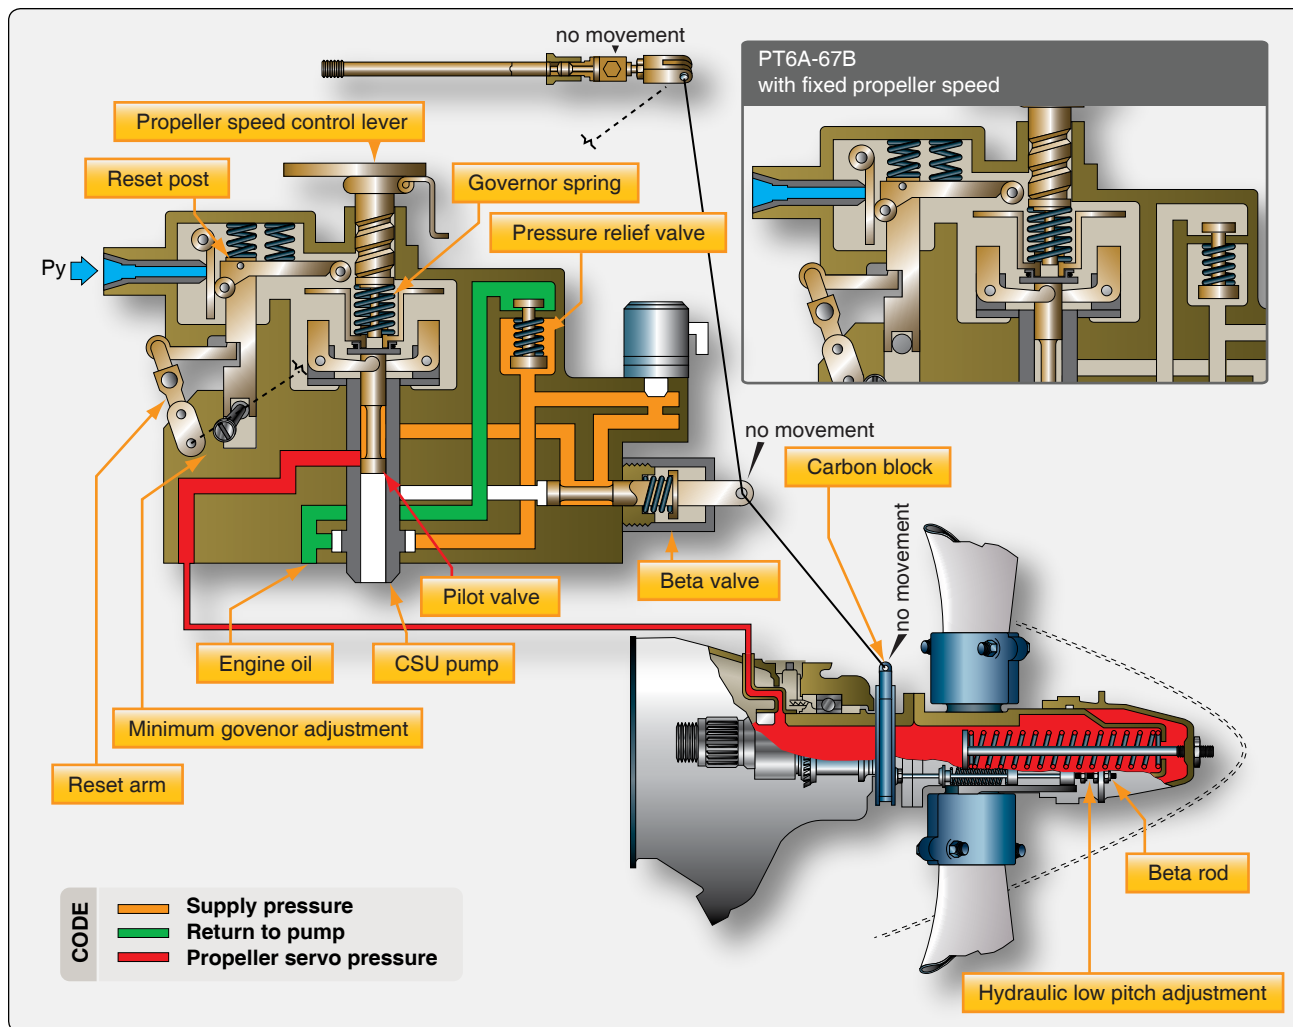 no movement
PT6A-67B
with fixed propeller speed
Propeller speed control lever
Reset post
Governor spring
Pressure relief valve
Py
no movement
Carbon block
no movement
Beta valve
Pilot valve
Engine oil
CSU pump
Minimum govenor adjustment
Reset arm
Beta rod
Hydraulic low pitch adjustment
CODE
Supply pressure
Return to pump
Propeller servo pressure